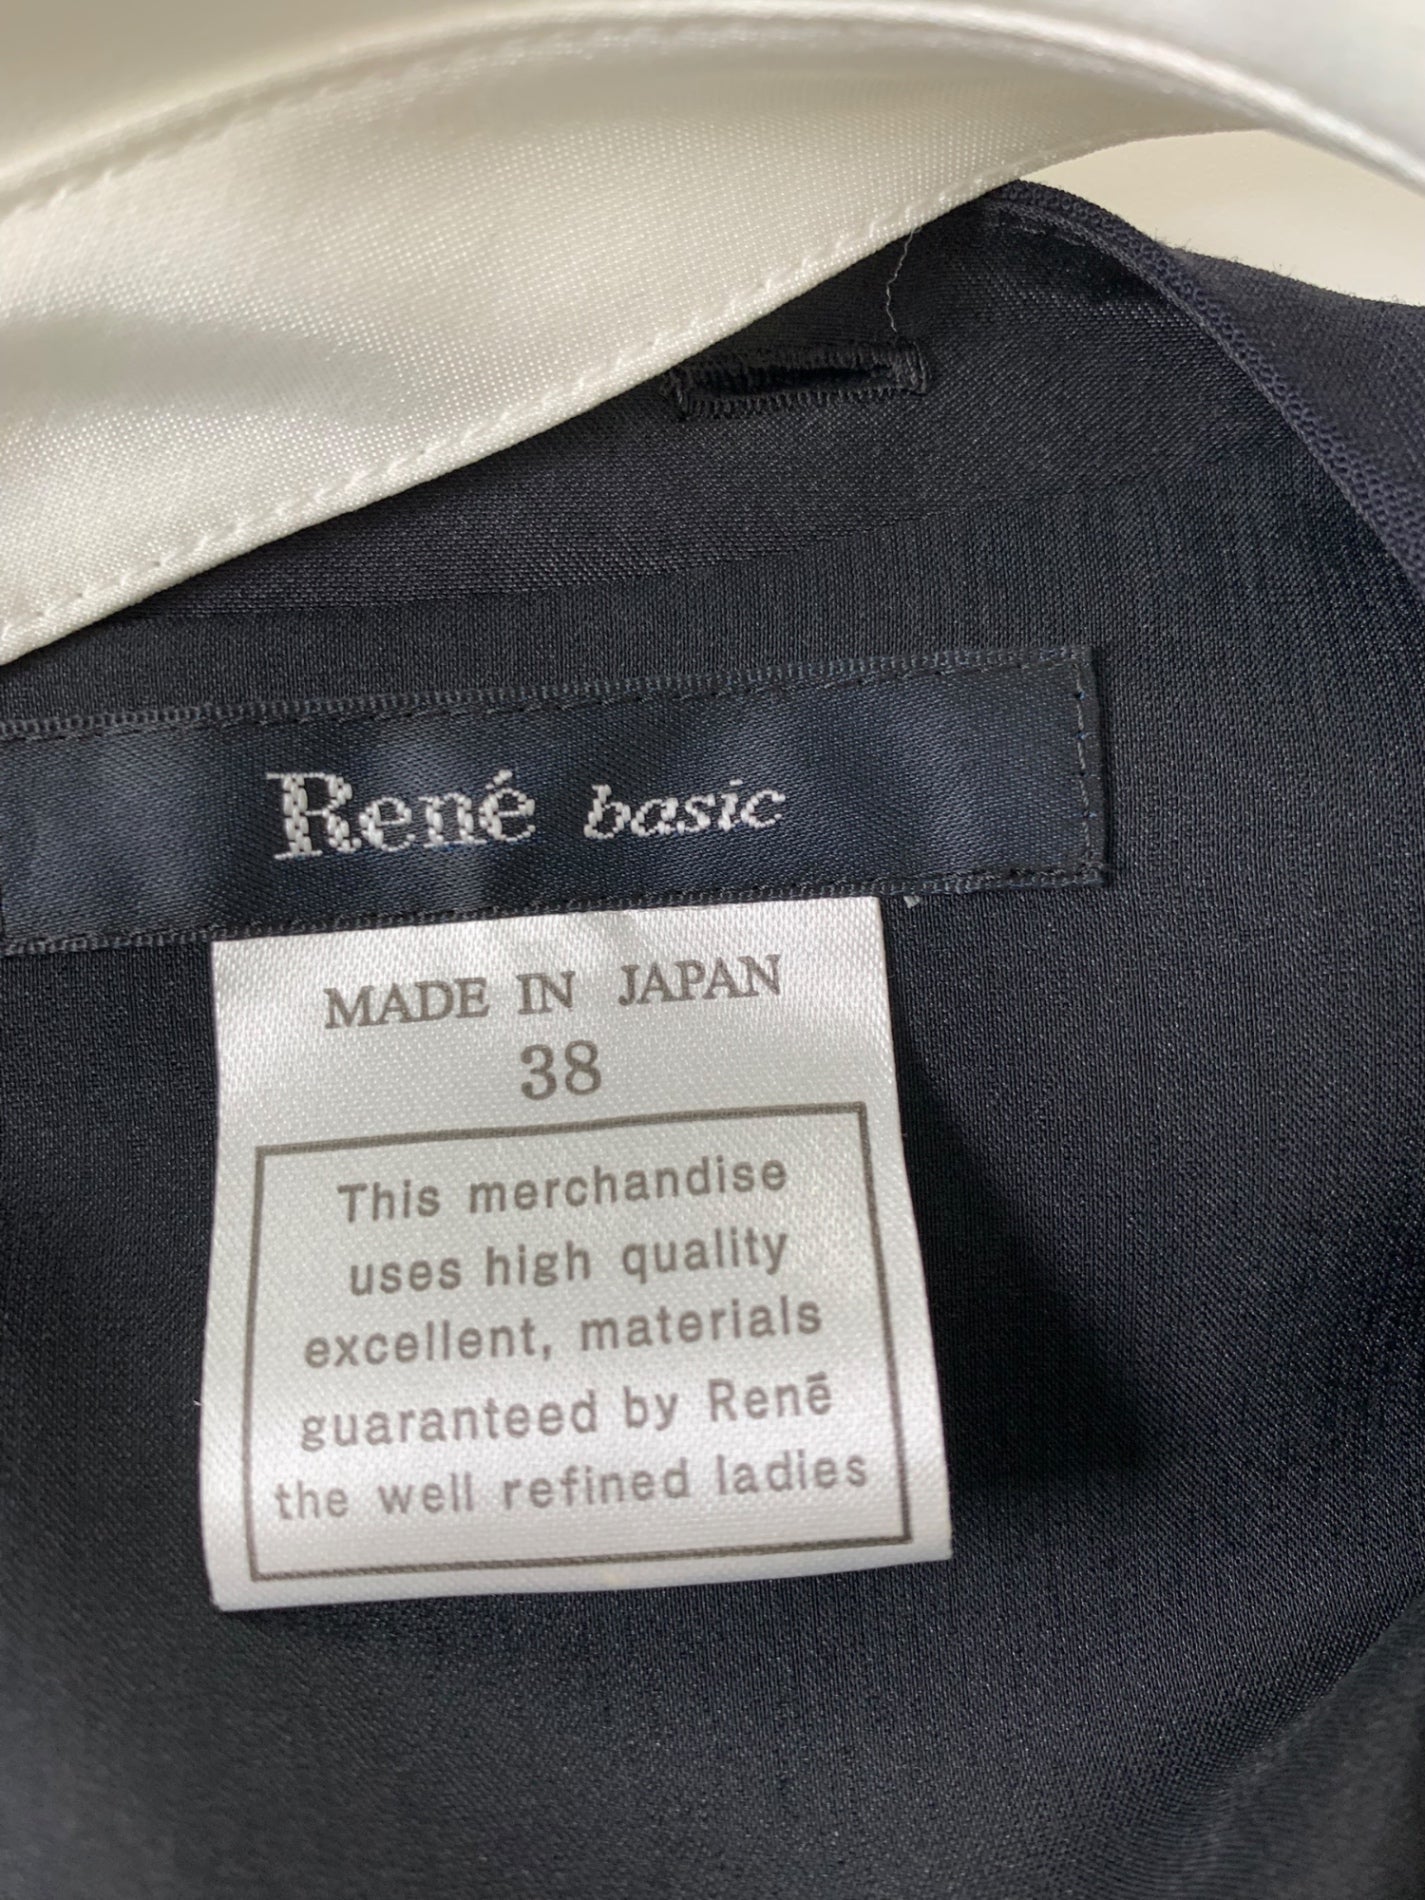 René basic
MADE IN JAPAN
38
This merchandise
uses high quality
excellent, materials
guaranteed by Renē
the well refined ladies